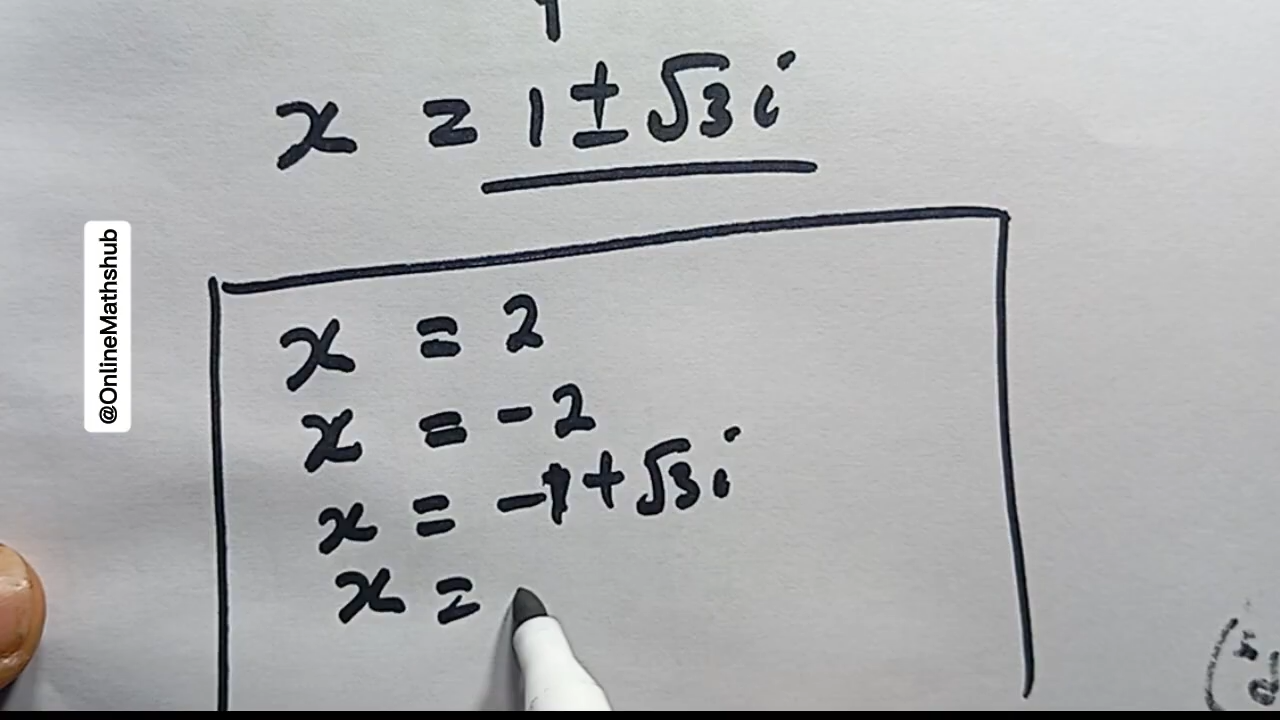 x = 1 ± √3 i
@OnlineMathshub
x = 2
x = -2
x = -1 + √3 i
x =